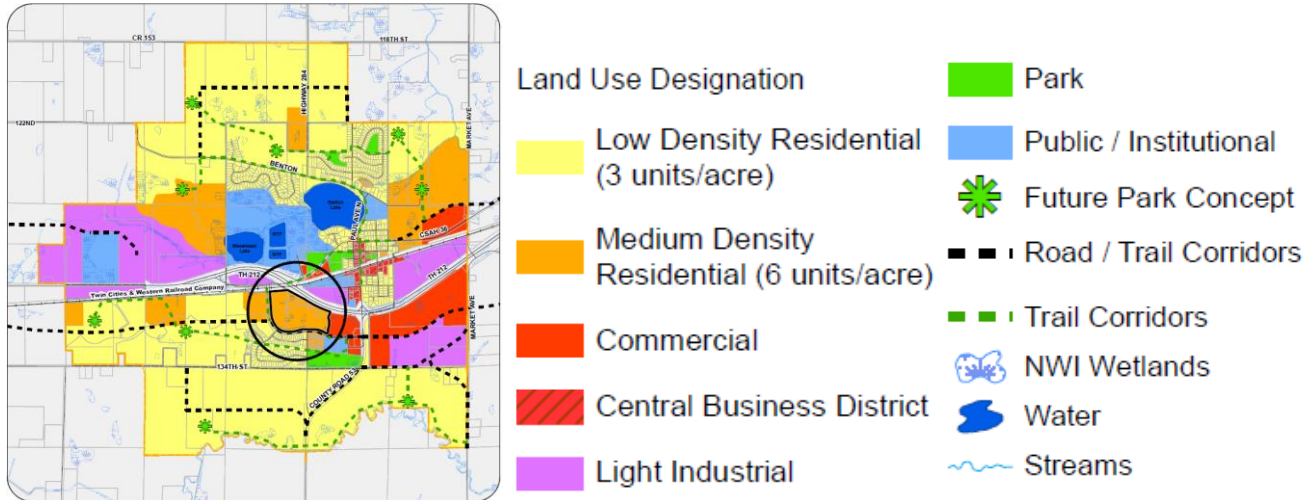 CR 153
118TH ST
HIGHWAY 284
122ND
MARKET AVE
BENTON
PAUL AVE N
CSAH 36
TH 212
TH 212
Twin Cities & Western Railroad Company
MARKET AVE
134TH ST
COUNTY ROAD 53
Land Use Designation
Low Density Residential
(3 units/acre)
Medium Density
Residential (6 units/acre)
Commercial
Central Business District
Light Industrial
Park
Public / Institutional
Future Park Concept
Road / Trail Corridors
Trail Corridors
NWI Wetlands
Water
Streams